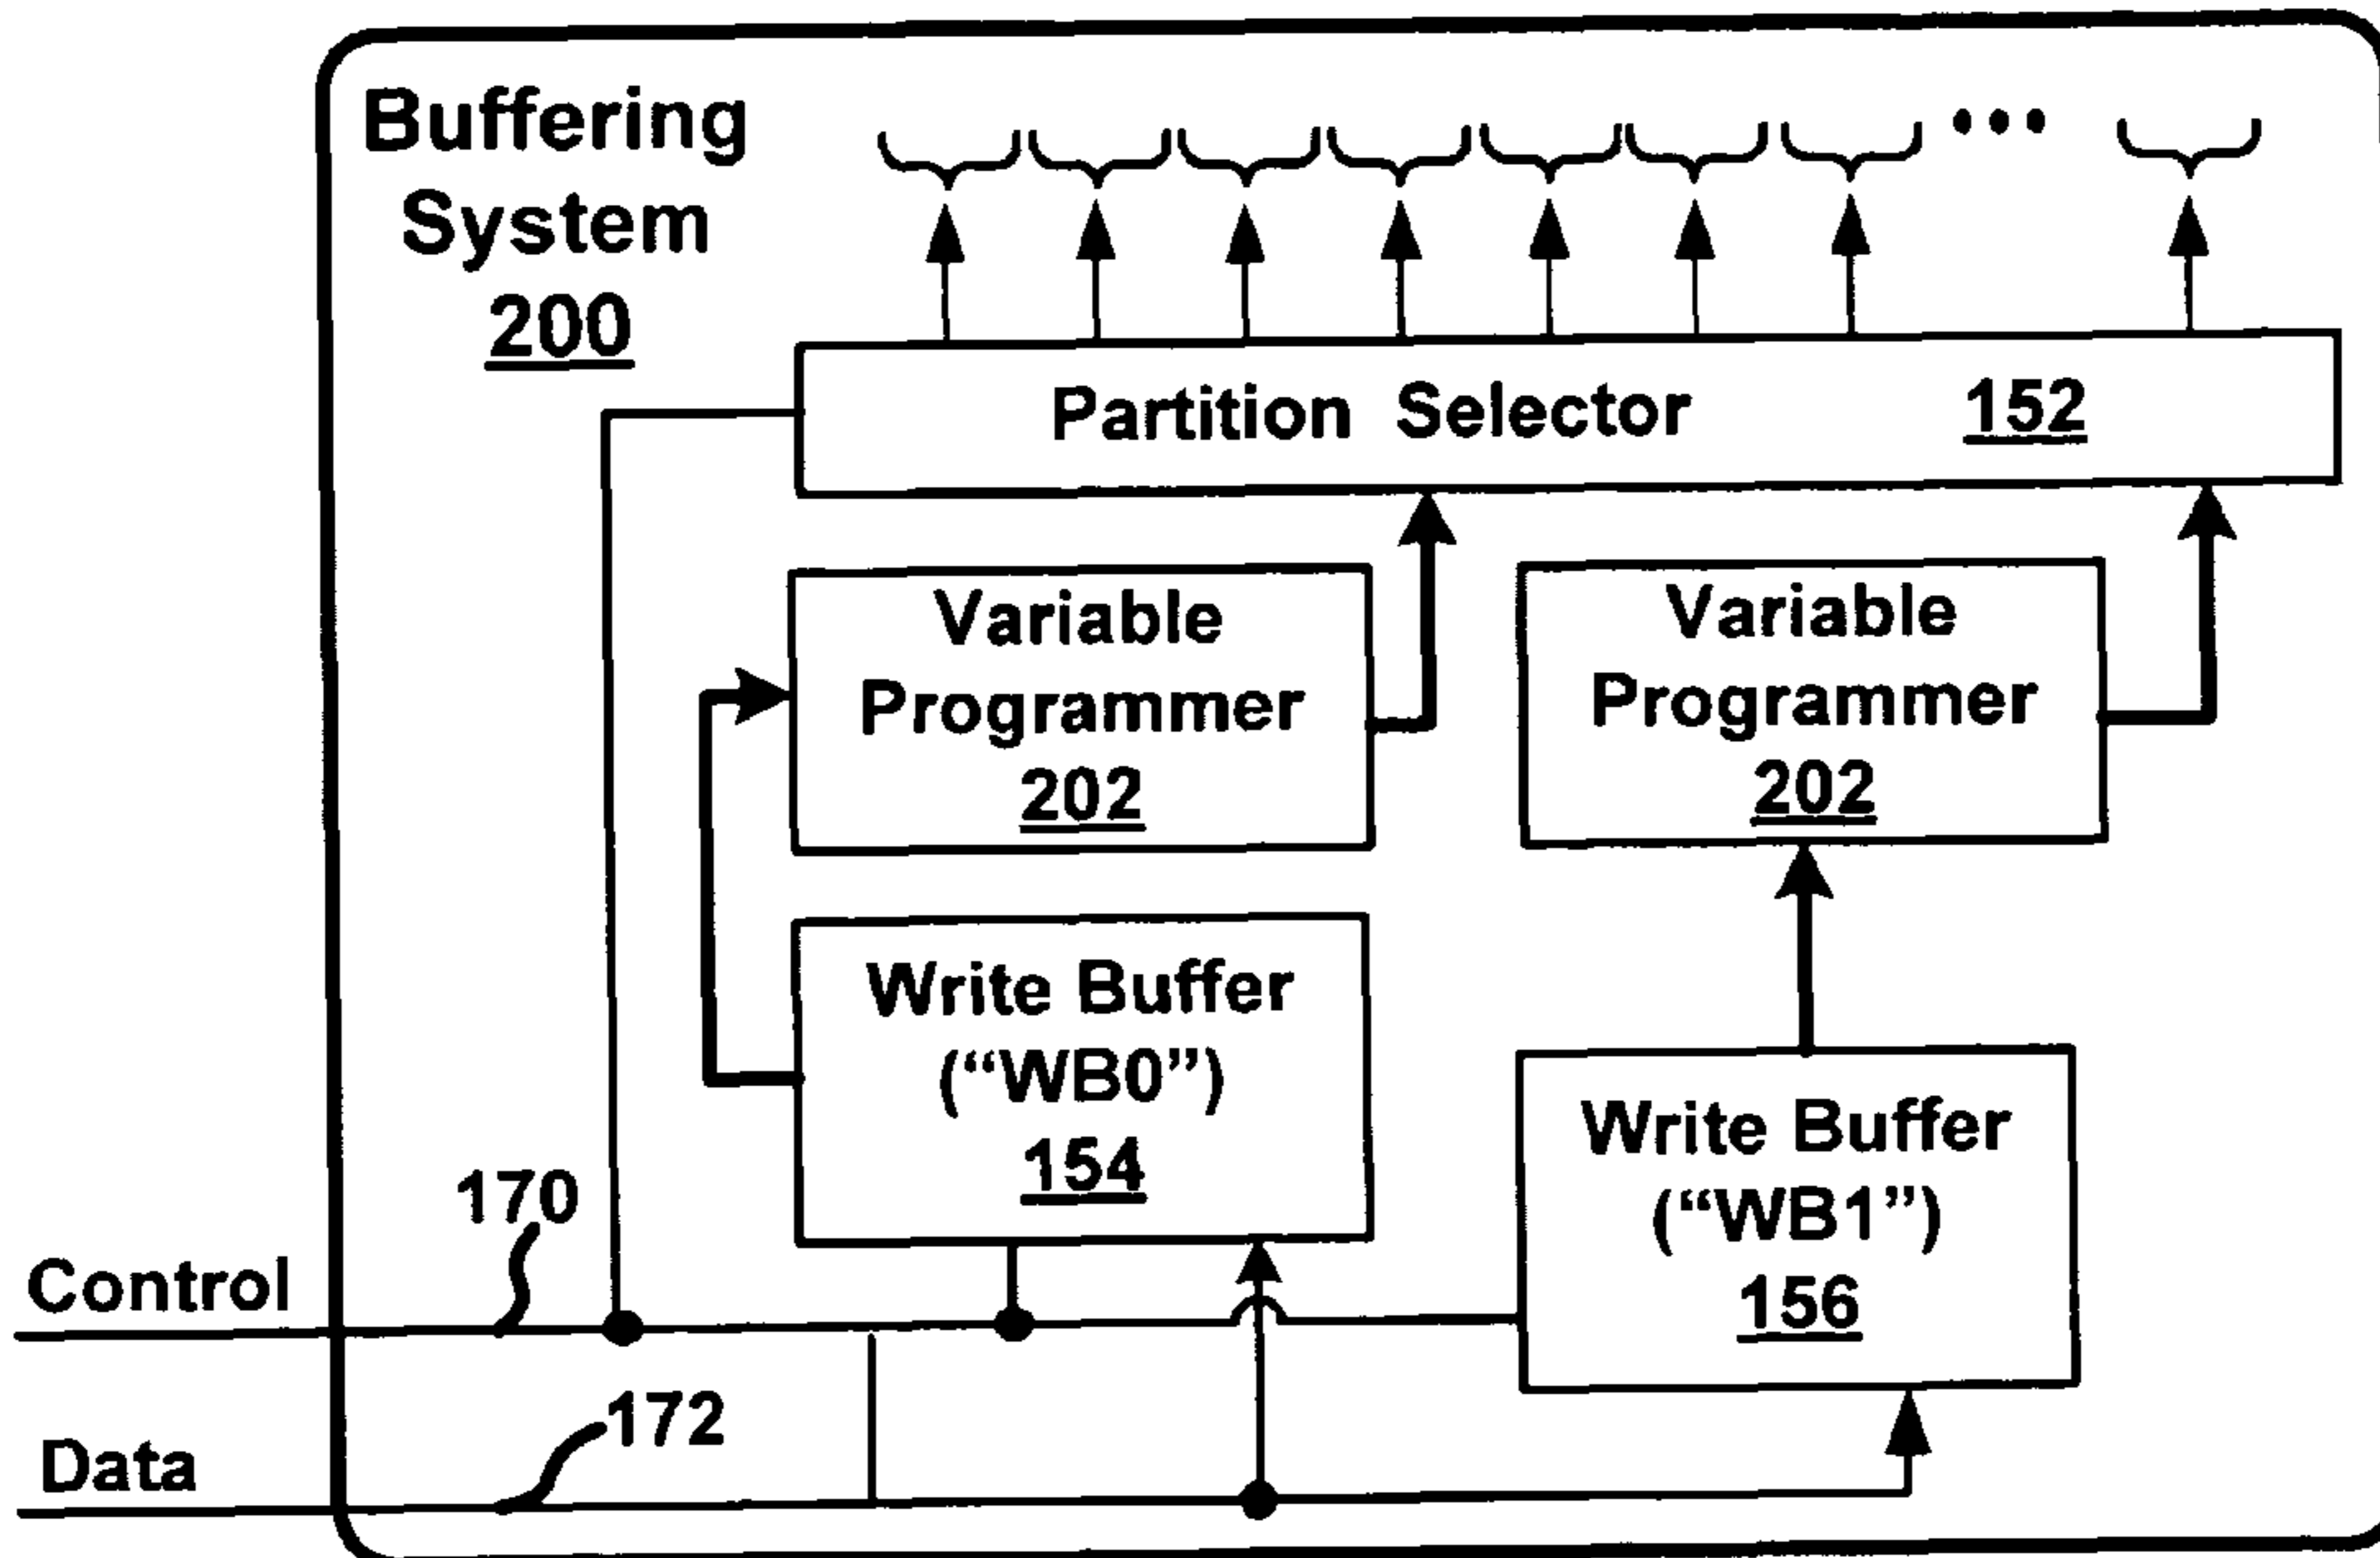 Buffering
System
200
•••
Partition Selector 152
Variable
Programmer
202
Variable
Programmer
202
Write Buffer
(“WB0”)
154
Write Buffer
(“WB1”)
156
170
Control
172
Data